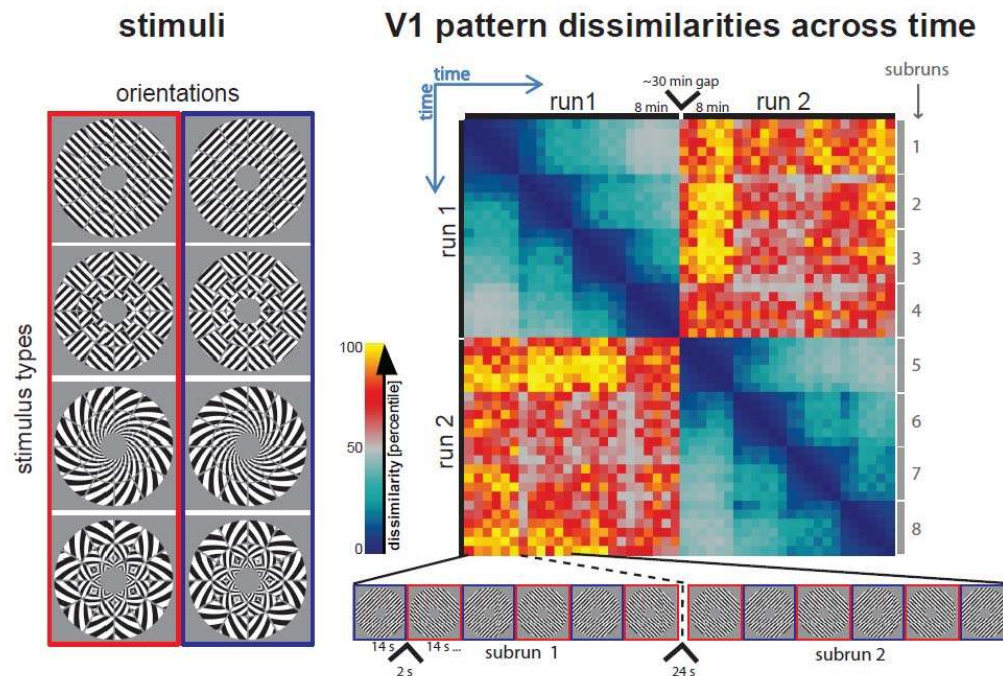 stimuli
V1 pattern dissimilarities across time
orientations
stimulus types
time
time
~30 min gap
subruns
run1
8 min
8 min
run 2
run 1
run 2
1
2
3
4
5
6
7
8
100
50
0
dissimilarity [percentile]
14 s
14 s ...
subrun 1
subrun 2
2 s
24 s